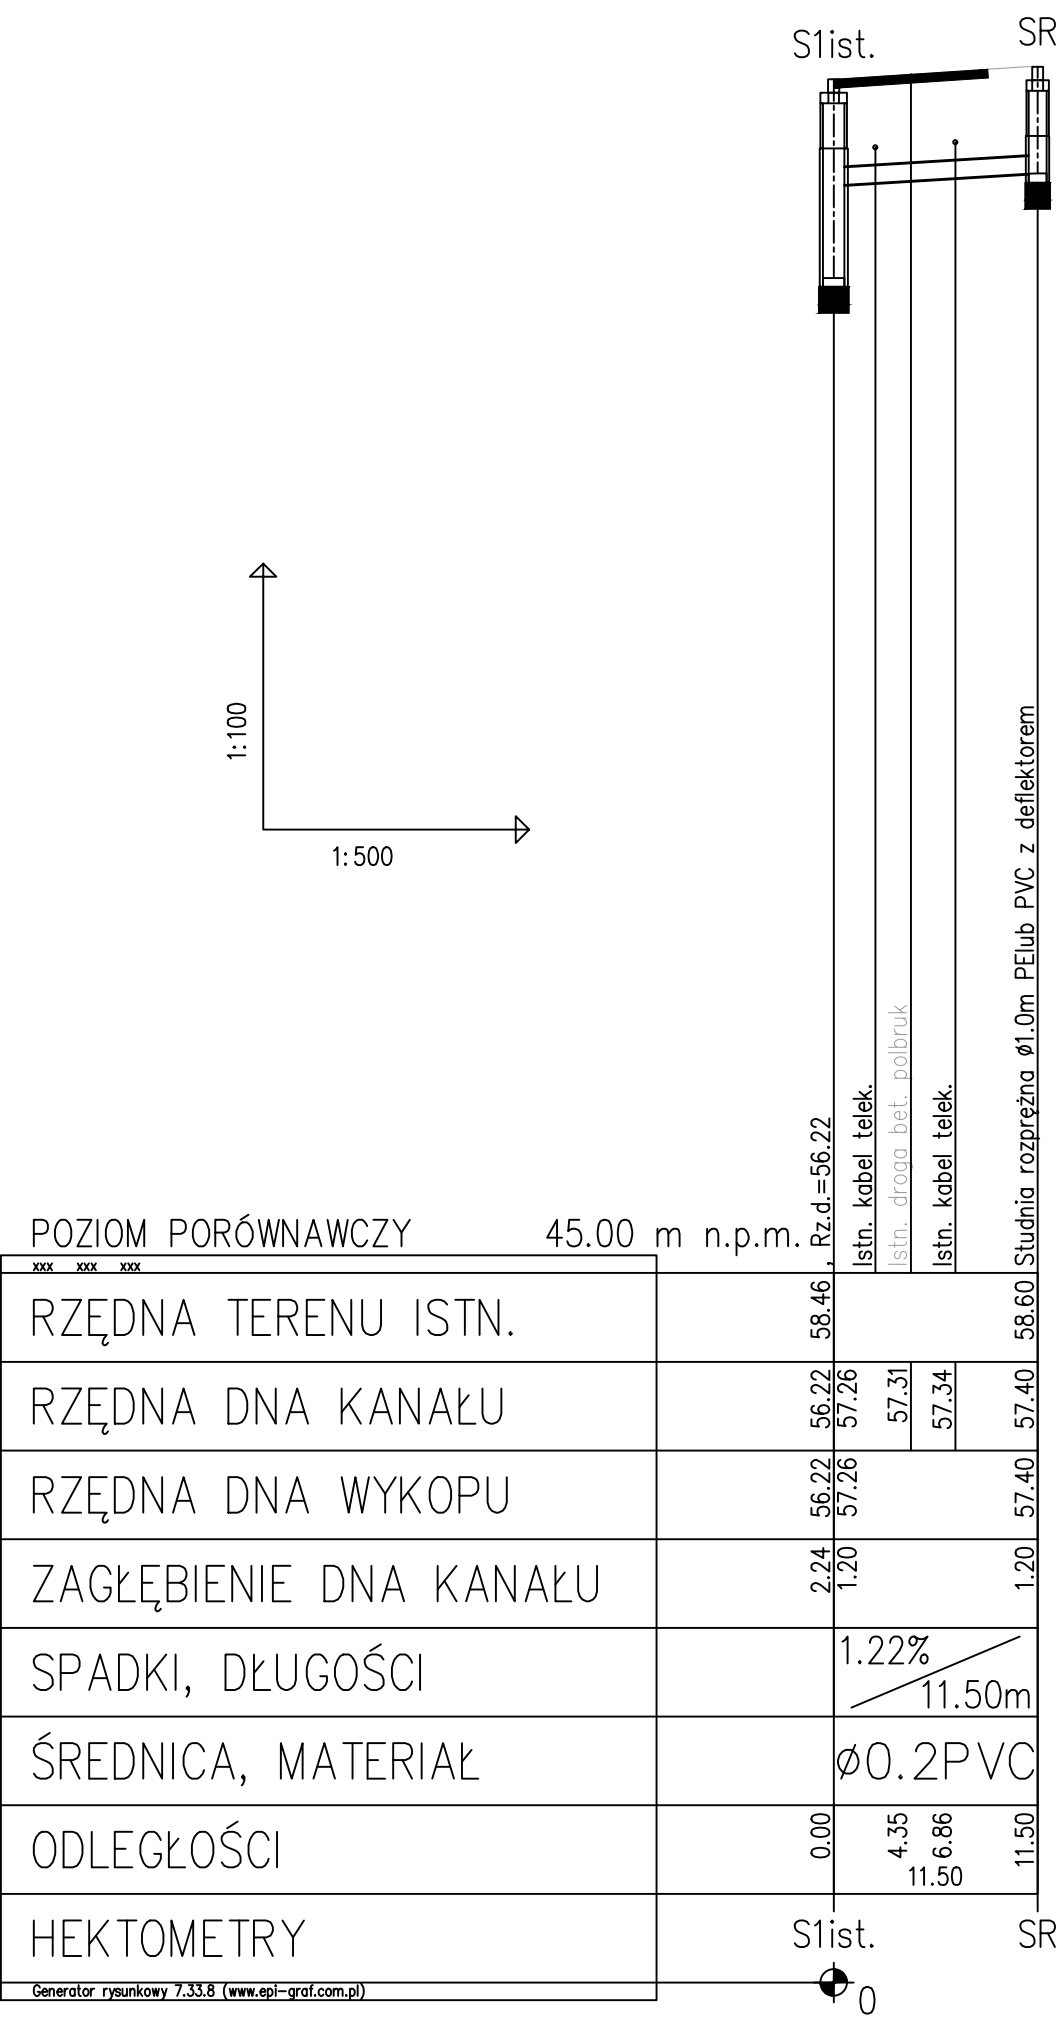 S1ist.
SR
1:100
1:500
, Rz.d.=56.22
Istn. kabel telek.
Istn. droga bet. polbruk
Istn. kabel telek.
Studnia rozprężna ø1.0m PElub PVC z deflektorem
POZIOM PORÓWNAWCZY 45.00 m n.p.m.
xxx xxx xxx
RZĘDNA TERENU ISTN. 58.46 58.60
RZĘDNA DNA KANAŁU 56.22 57.26 57.31 57.34 57.40
RZĘDNA DNA WYKOPU 56.22 57.26 57.40
ZAGŁĘBIENIE DNA KANAŁU 2.24 1.20 1.20
SPADKI, DŁUGOŚCI 1.22% 11.50m
ŚREDNICA, MATERIAŁ ø0.2PVC
ODLEGŁOŚCI 0.00 4.35 6.86 11.50
11.50
HEKTOMETRY S1ist. SR
Generator rysunkowy 7.33.8 (www.epi-graf.com.pl)
0